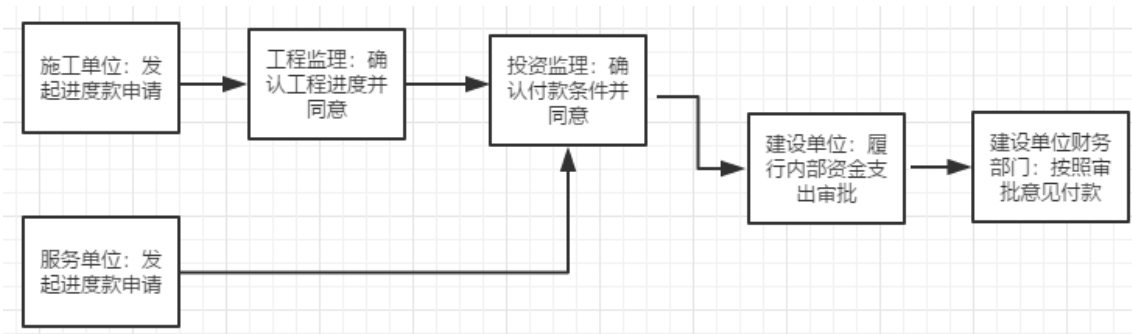 施工单位：发
起进度款申请
工程监理：确
认工程进度并
同意
投资监理：确
认付款条件并
同意
建设单位：履
行内部资金支
出审批
建设单位财务
部门：按照审
批意见付款
服务单位：发
起进度款申请